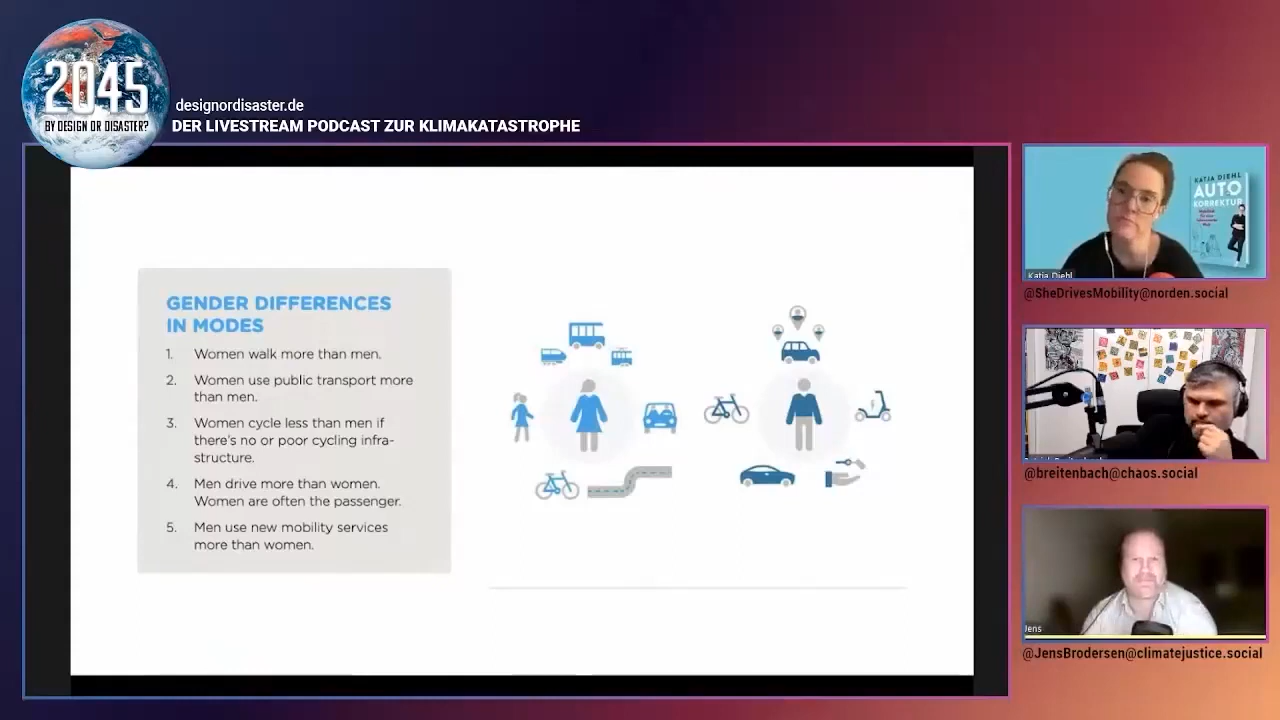 2045
BY DESIGN OR DISASTER?
designordisaster.de
DER LIVESTREAM PODCAST ZUR KLIMAKATASTROPHE
GENDER DIFFERENCES
IN MODES
1. Women walk more than men.
2. Women use public transport more
than men.
3. Women cycle less than men if
there's no or poor cycling infra-
structure.
4. Men drive more than women.
Women are often the passenger.
5. Men use new mobility services
more than women.
KATJA DIEHL
AUTO
KORREKTUR
Katja Diehl
@SheDrivesMobility@norden.social
@breitenbach@chaos.social
Jens
@JensBrodersen@climatejustice.social